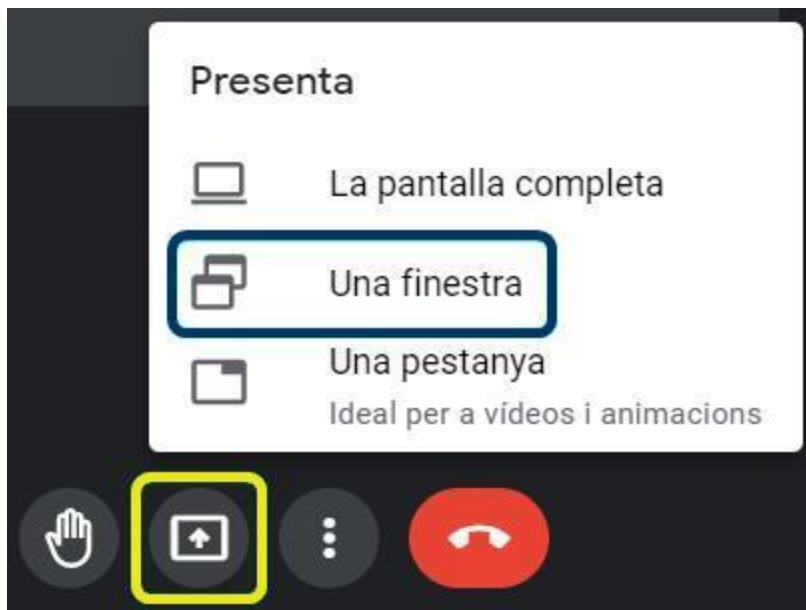 Presenta
La pantalla completa
Una finestra
Una pestanya
Ideal per a vídeos i animacions